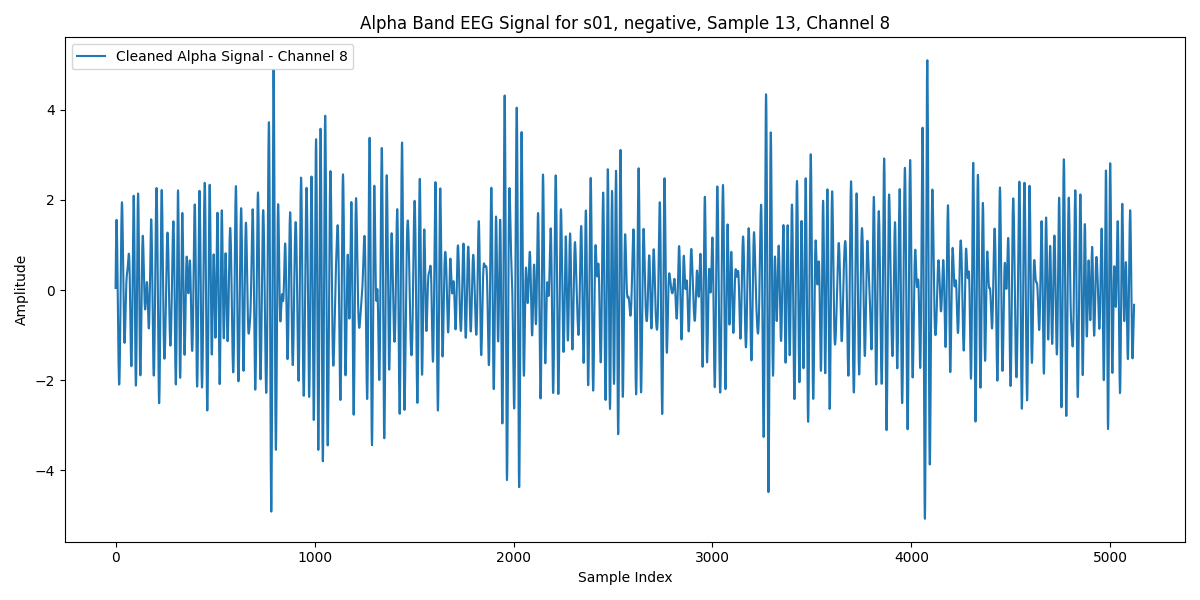 Alpha Band EEG Signal for s01, negative, Sample 13, Channel 8
Cleaned Alpha Signal - Channel 8
Amplitude
4
2
0
−2
−4
0 1000 2000 3000 4000 5000
Sample Index